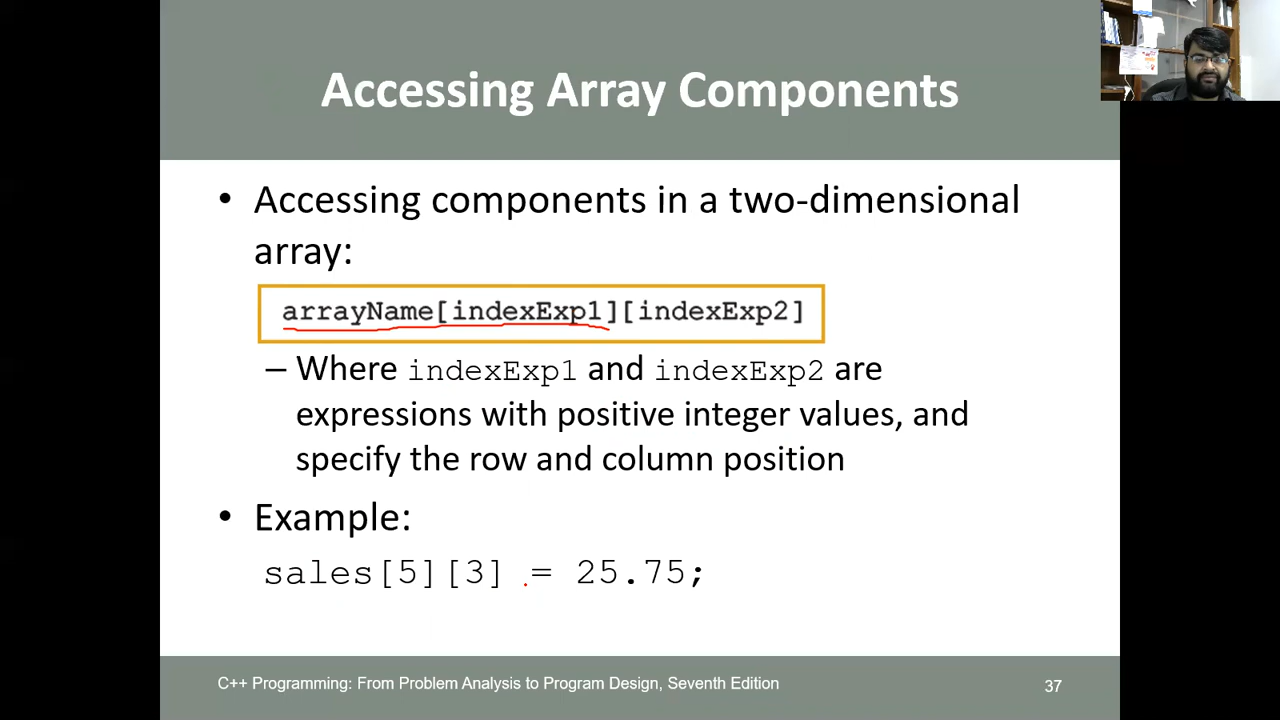 Accessing Array Components
• Accessing components in a two-dimensional
array:
arrayName[indexExp1][indexExp2]
– Where indexExp1 and indexExp2 are
expressions with positive integer values, and
specify the row and column position
• Example:
sales[5][3] = 25.75;
C++ Programming: From Problem Analysis to Program Design, Seventh Edition
37